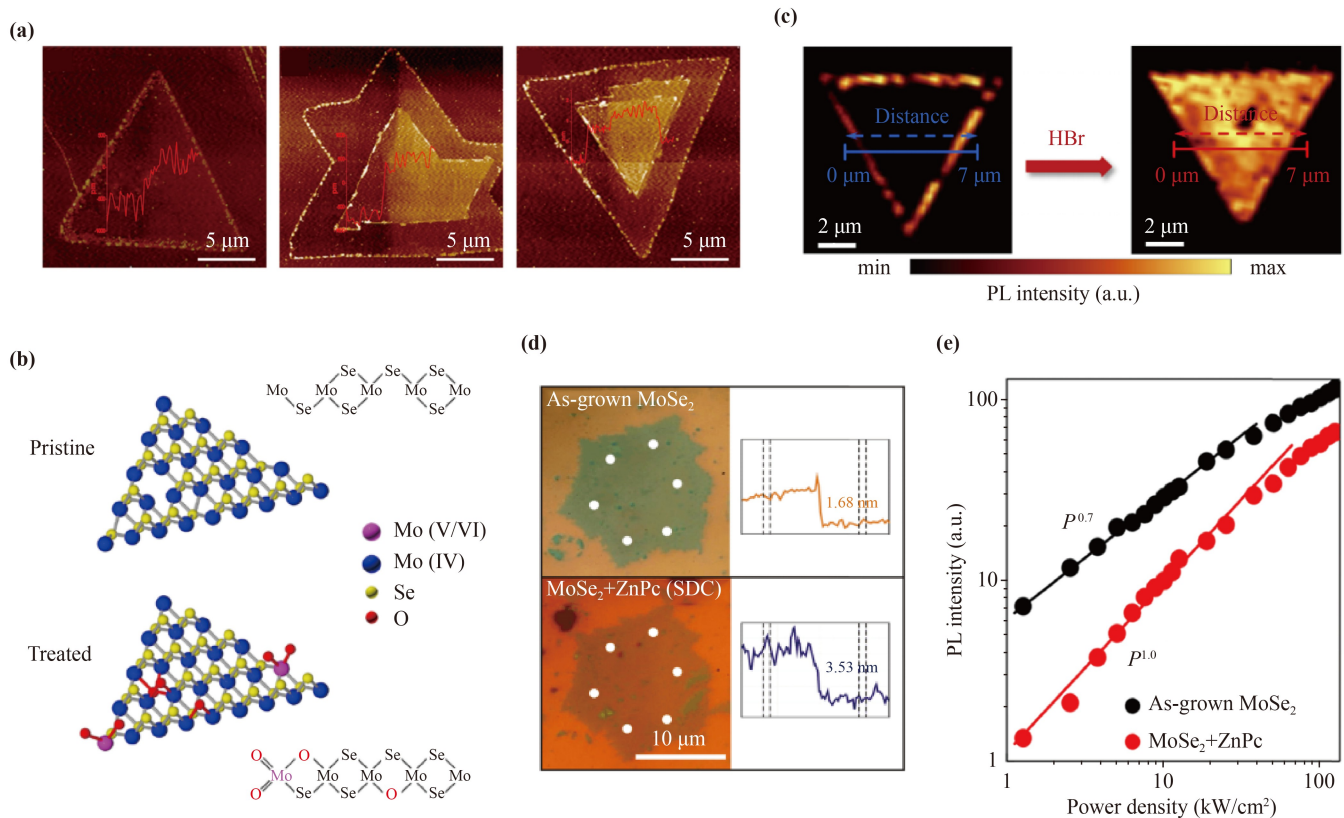 (a)
5 μm
5 μm
5 μm
(c)
Distance
0 μm
7 μm
2 μm
HBr
Distance
0 μm
7 μm
2 μm
min
max
PL intensity (a.u.)
(b)
Pristine
Se Se Se
Mo Mo Mo Mo Mo
Se Se Se
Mo (V/VI)
Mo (IV)
Se
O
Treated
O O Se Se Se
Mo Mo Mo Mo
O Se Se O Se
(d)
As-grown MoSe₂
1.68 nm
MoSe₂+ZnPc (SDC)
3.53 nm
10 μm
(e)
PL intensity (a.u.)
100
10
1
P^0.7
P^1.0
As-grown MoSe₂
MoSe₂+ZnPc
1
10
100
Power density (kW/cm²)